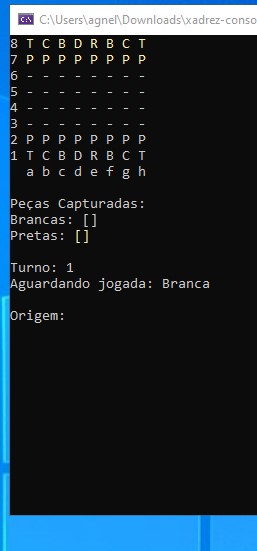 C:\Users\agnel\Downloads\xadrez-conso
8 T C B D R B C T
7 P P P P P P P P
6 - - - - - - - -
5 - - - - - - - -
4 - - - - - - - -
3 - - - - - - - -
2 P P P P P P P P
1 T C B D R B C T
a b c d e f g h
Peças Capturadas:
Brancas: []
Pretas: []
Turno: 1
Aguardando jogada: Branca
Origem: